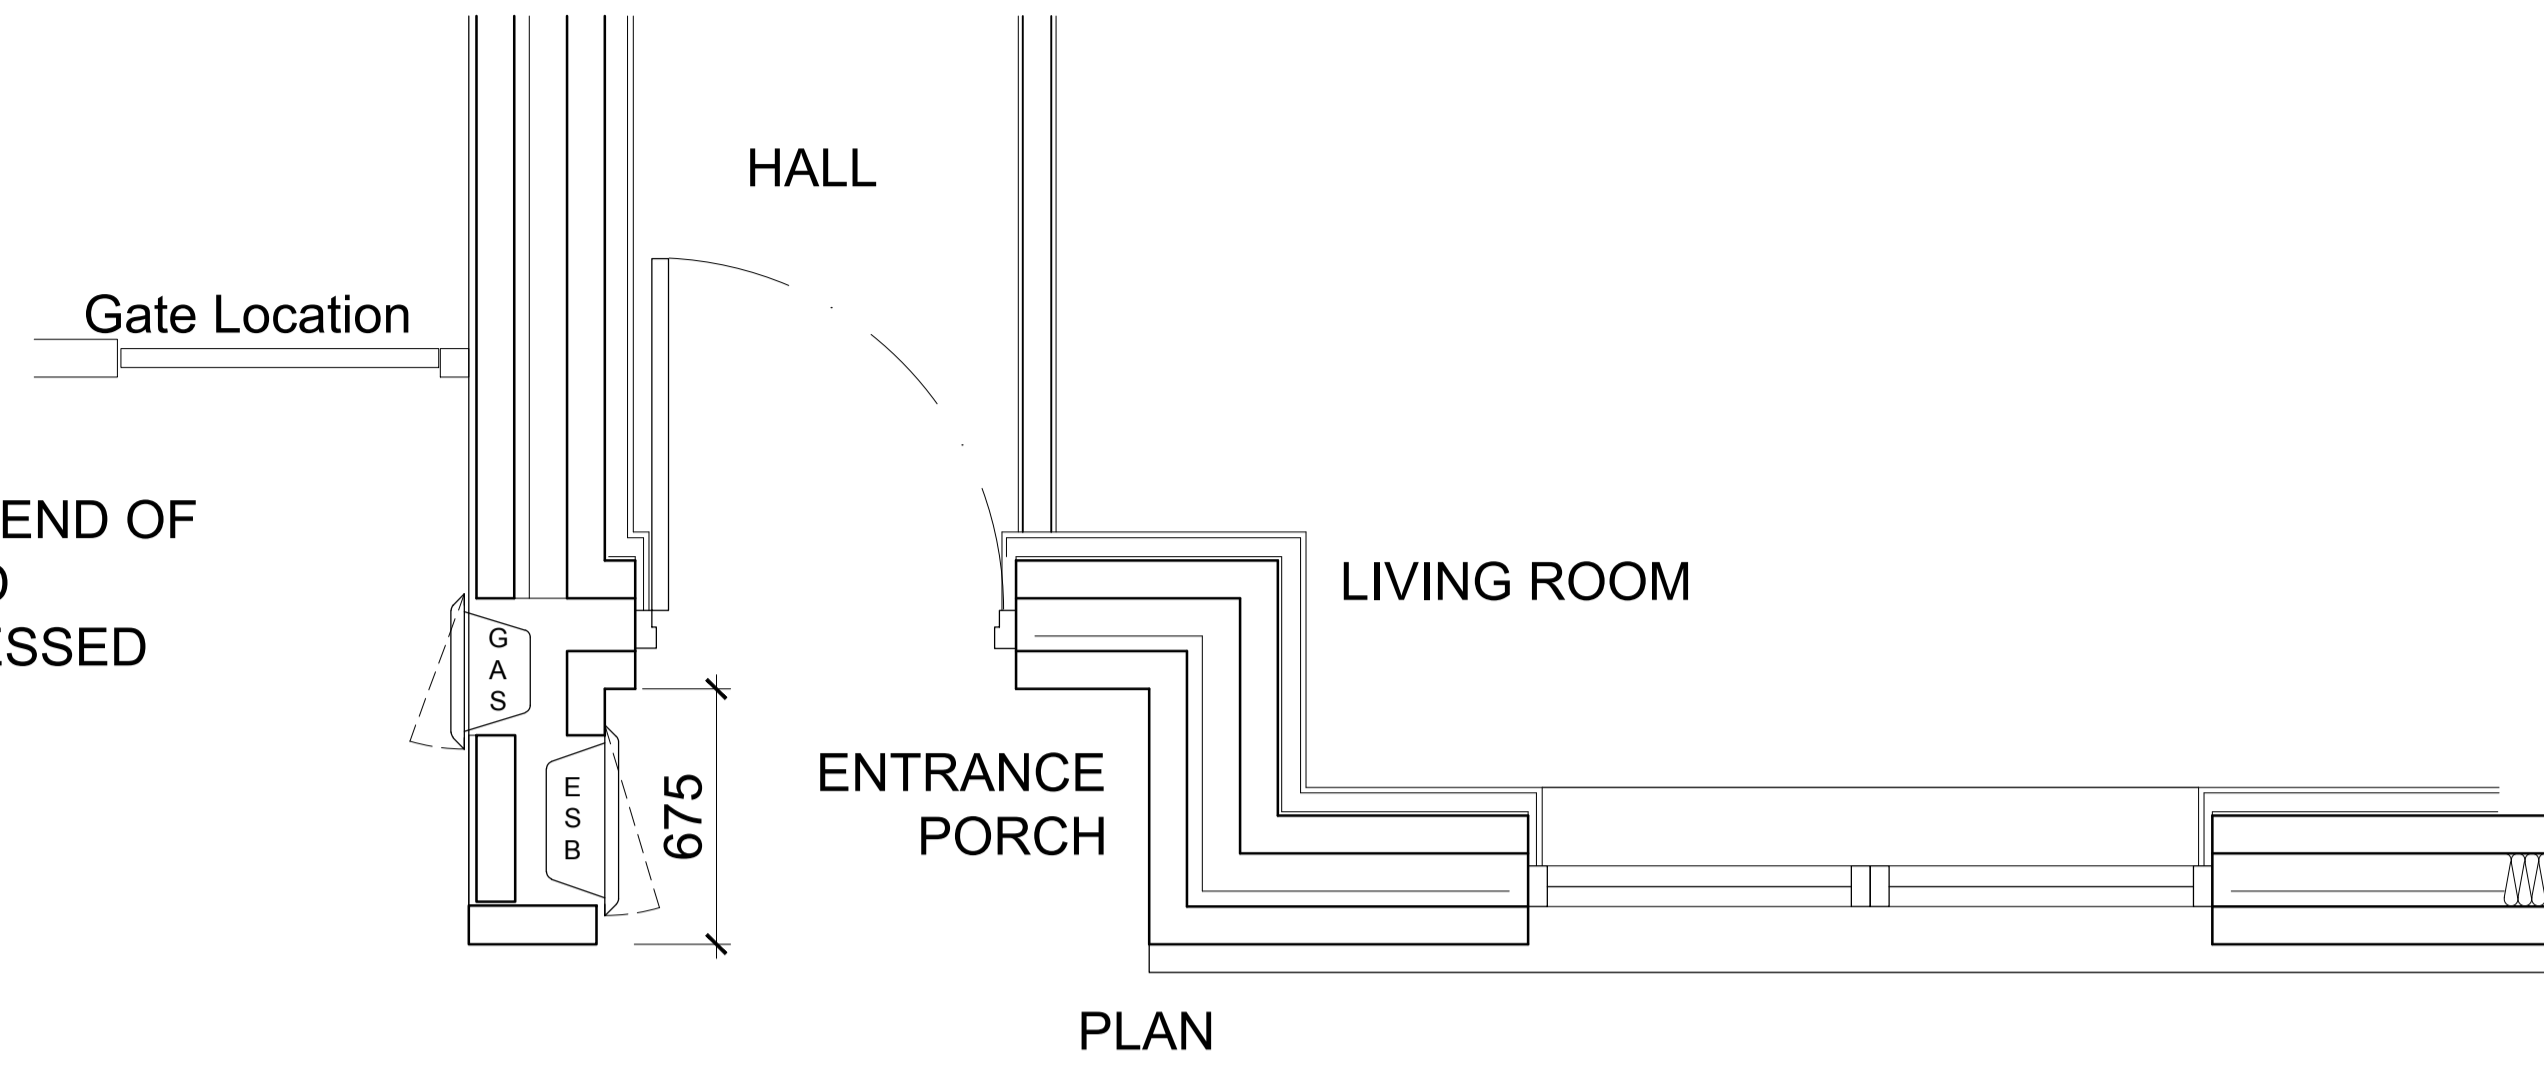 HALL
Gate Location
END OF
ESSED
LIVING ROOM
G
A
S
E
S
B
675
ENTRANCE
PORCH
PLAN